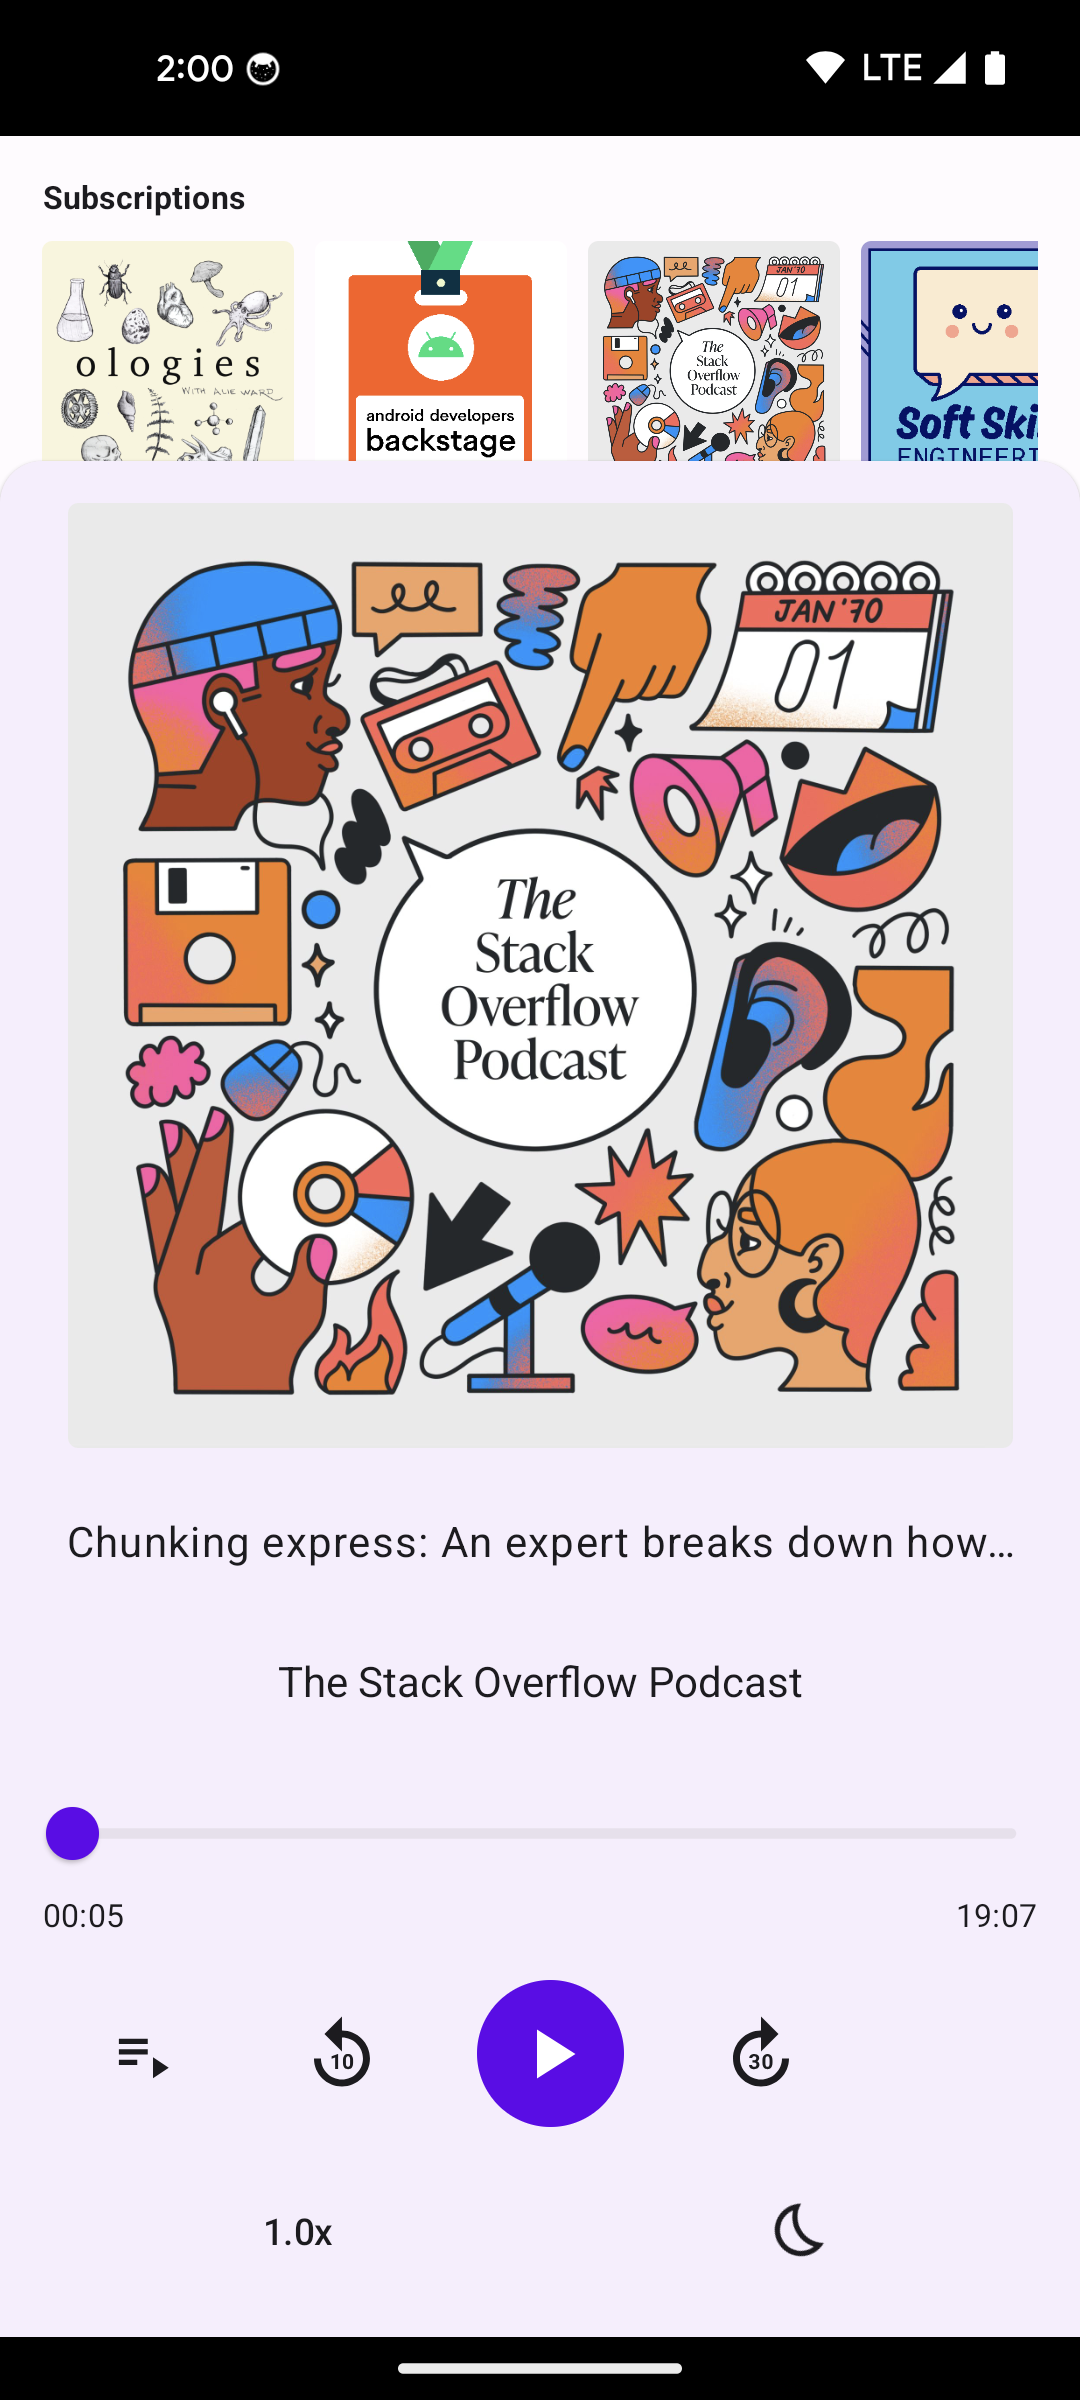 2:00
LTE
Subscriptions
ologies
WITH ALIE WARD
android developers
backstage
JAN '70
01
The
Stack
Overflow
Podcast
Soft Ski
ENGINEERI
JAN '70
01
The
Stack
Overflow
Podcast
Chunking express: An expert breaks down how...
The Stack Overflow Podcast
00:05
19:07
10
30
1.0x